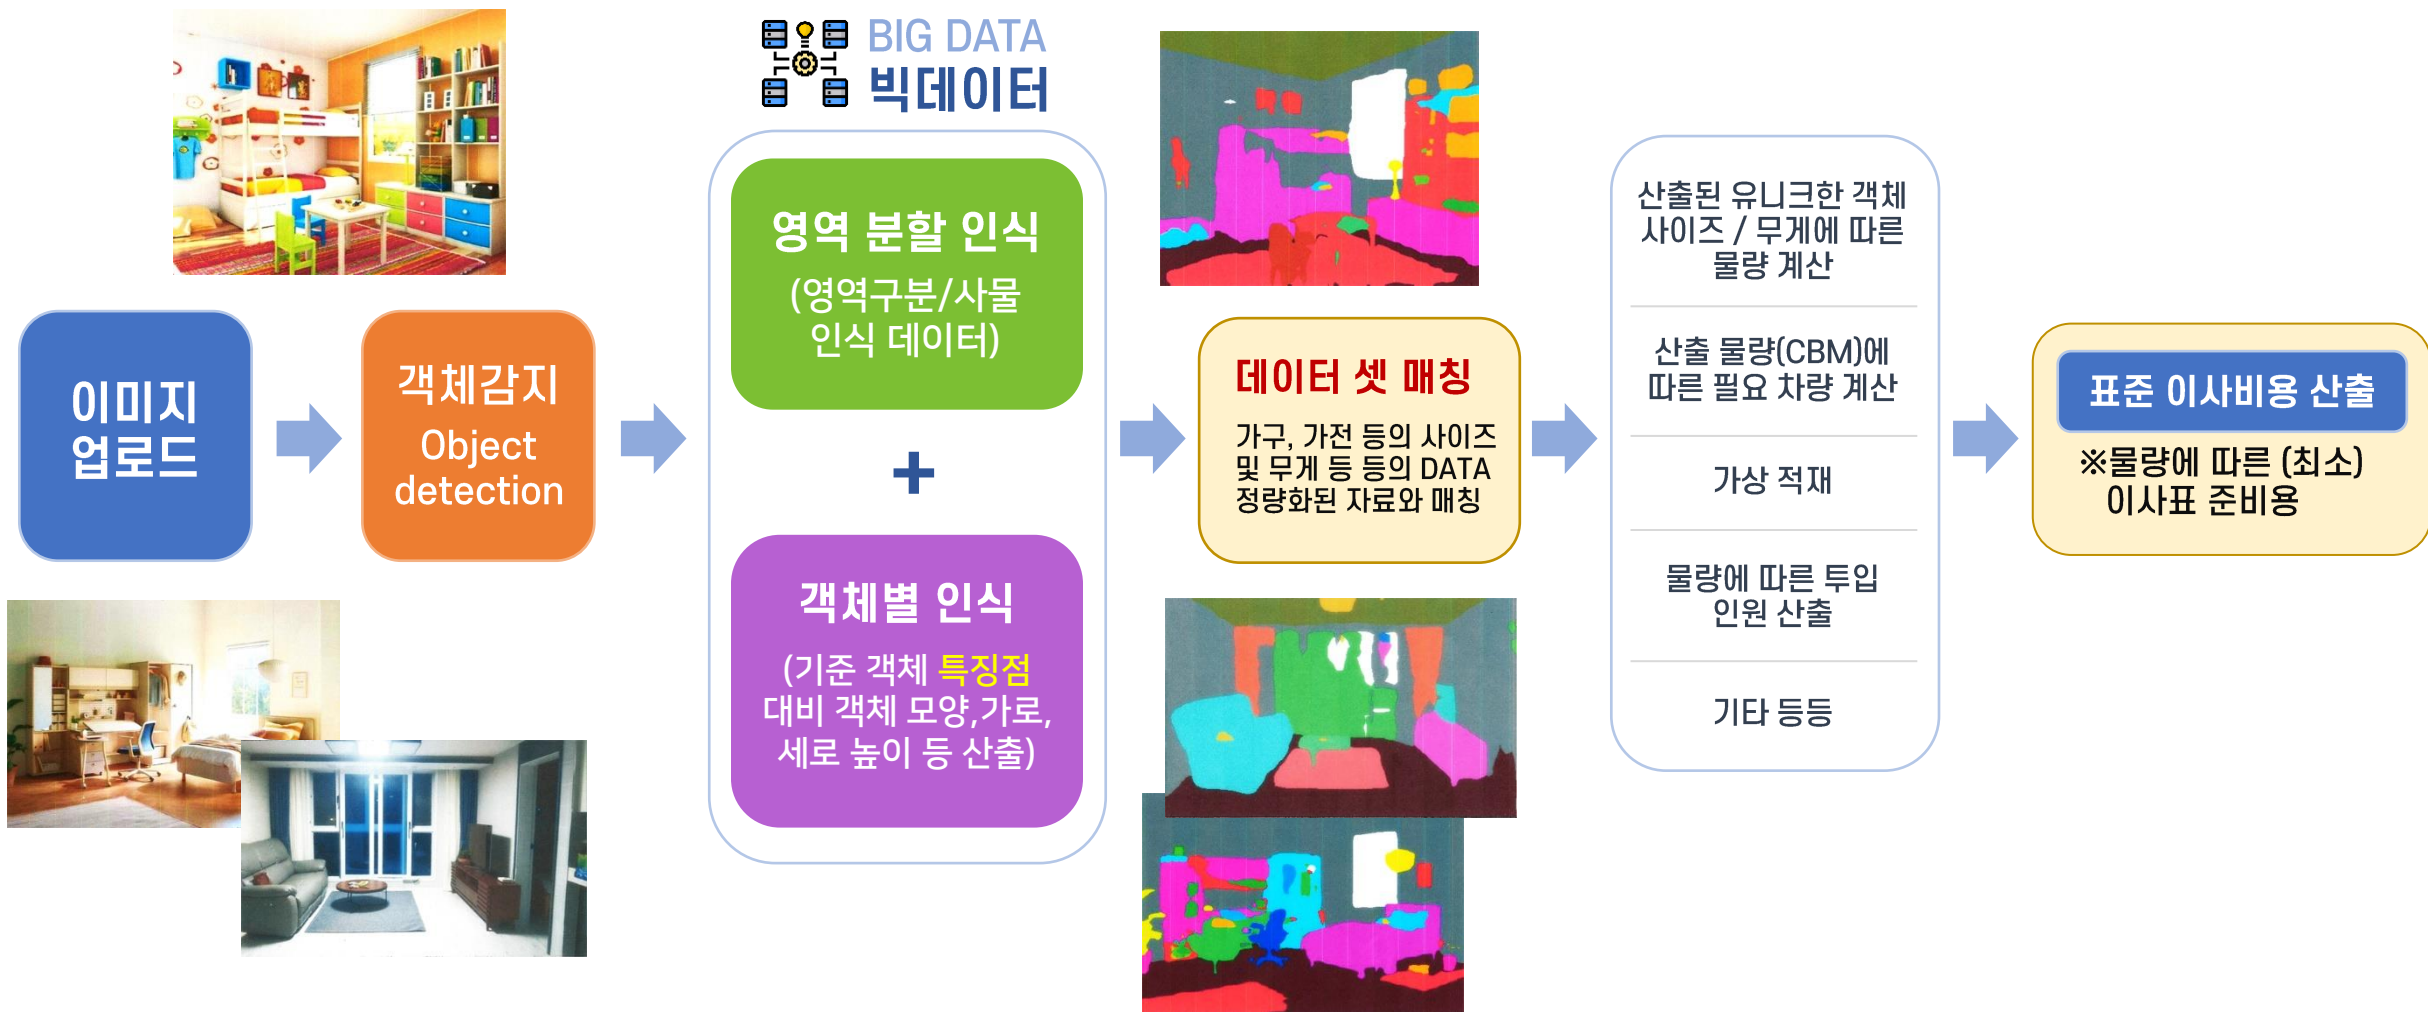 BIG DATA
빅데이터
이미지
업로드
객체감지
Object
detection
영역 분할 인식
(영역구분/사물
인식 데이터)
+
객체별 인식
(기준 객체 특징점
대비 객체 모양,가로,
세로 높이 등 산출)
데이터 셋 매칭
가구, 가전 등의 사이즈
및 무게 등 등의 DATA
정량화된 자료와 매칭
산출된 유니크한 객체
사이즈 / 무게에 따른
물량 계산
산출 물량(CBM)에
따른 필요 차량 계산
가상 적재
물량에 따른 투입
인원 산출
기타 등등
표준 이사비용 산출
※물량에 따른 (최소)
이사표 준비용